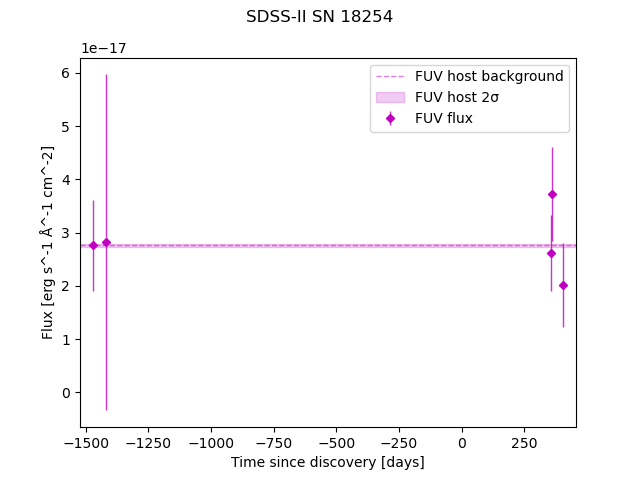 SDSS-II SN 18254
1e−17
FUV host background
FUV host 2σ
FUV flux
6
5
4
3
2
1
0
Flux [erg s^-1 Å^-1 cm^-2]
−1500 −1250 −1000 −750 −500 −250 0 250
Time since discovery [days]